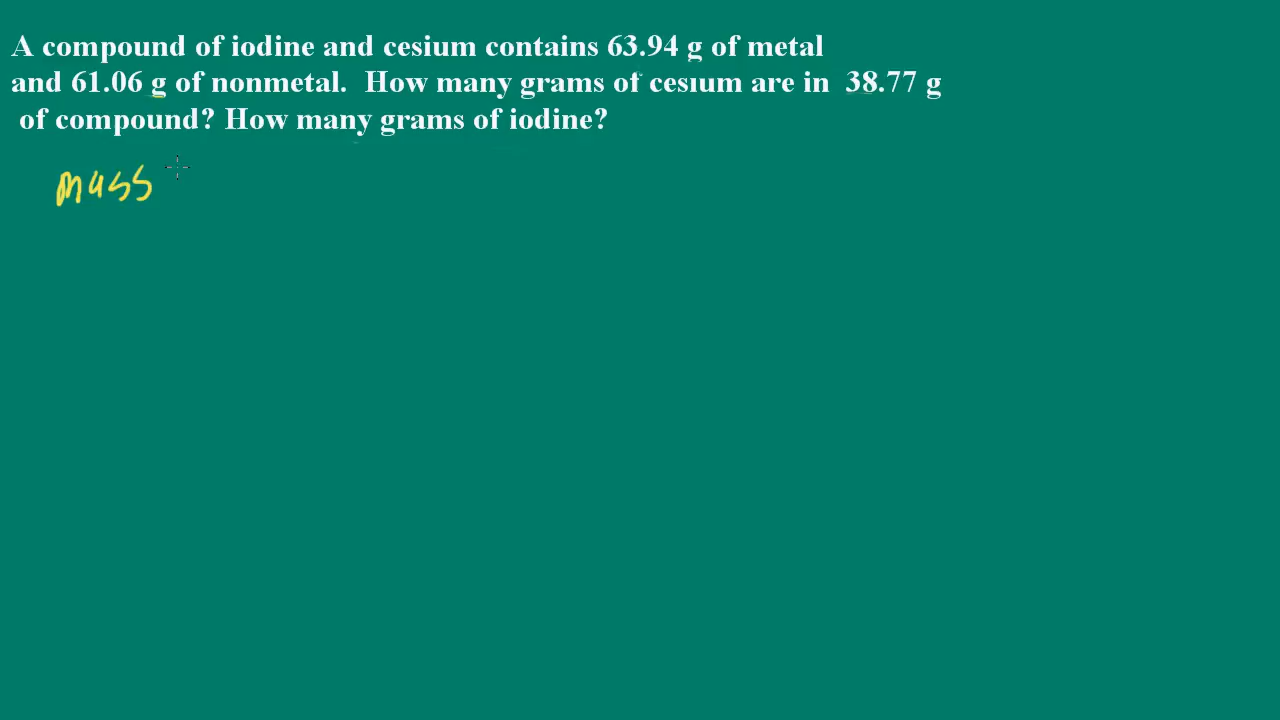 A compound of iodine and cesium contains 63.94 g of metal
and 61.06 g of nonmetal. How many grams of cesium are in 38.77 g
of compound? How many grams of iodine?
mass